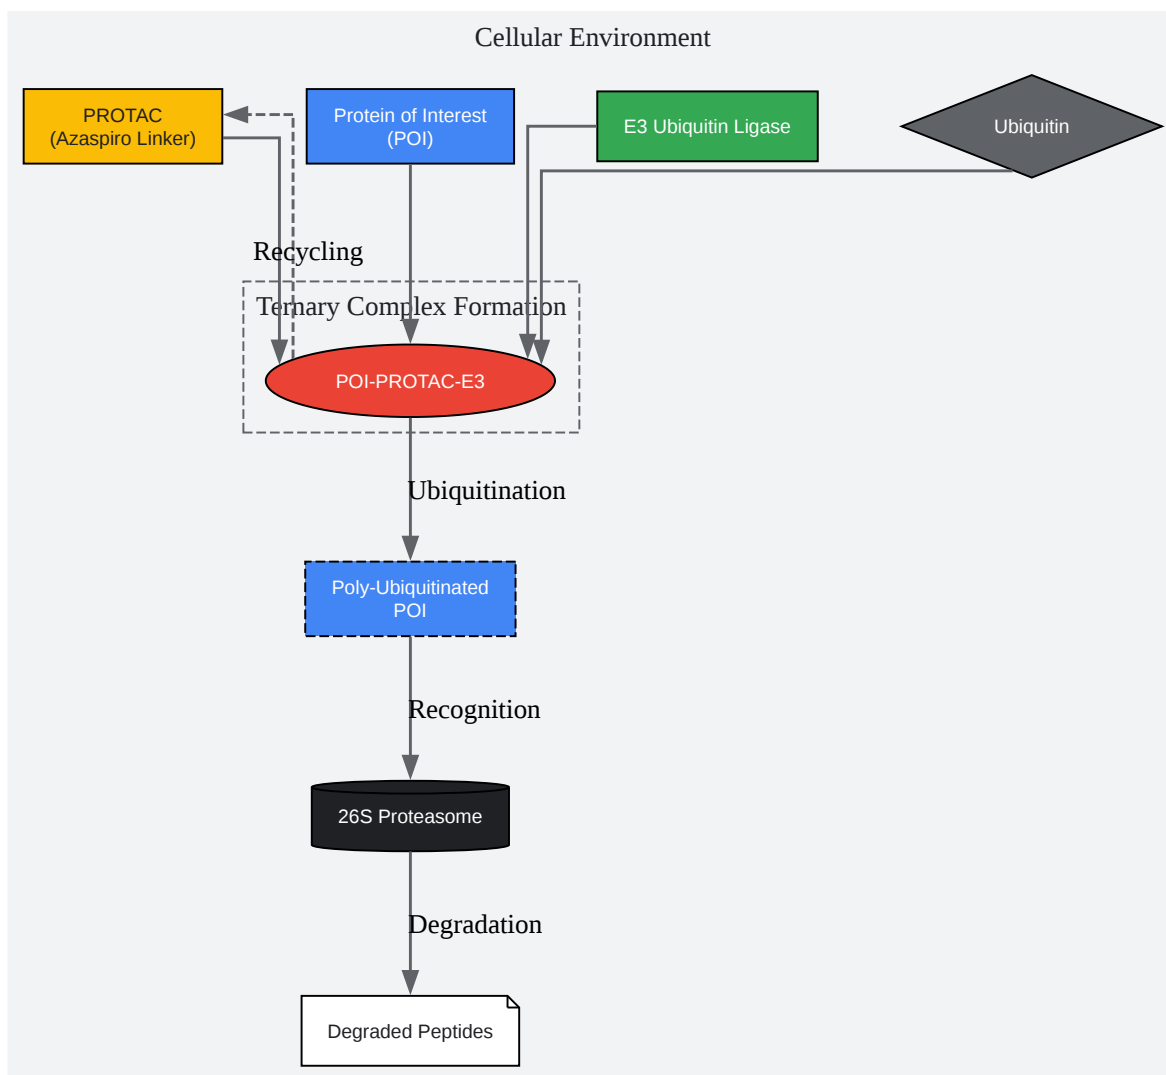 Cellular Environment
PROTAC
(Azaspiro Linker)
Protein of Interest
(POI)
E3 Ubiquitin Ligase
Ubiquitin
Recycling
Ternary Complex Formation
POI-PROTAC-E3
Ubiquitination
Poly-Ubiquitinated
POI
Recognition
26S Proteasome
Degradation
Degraded Peptides